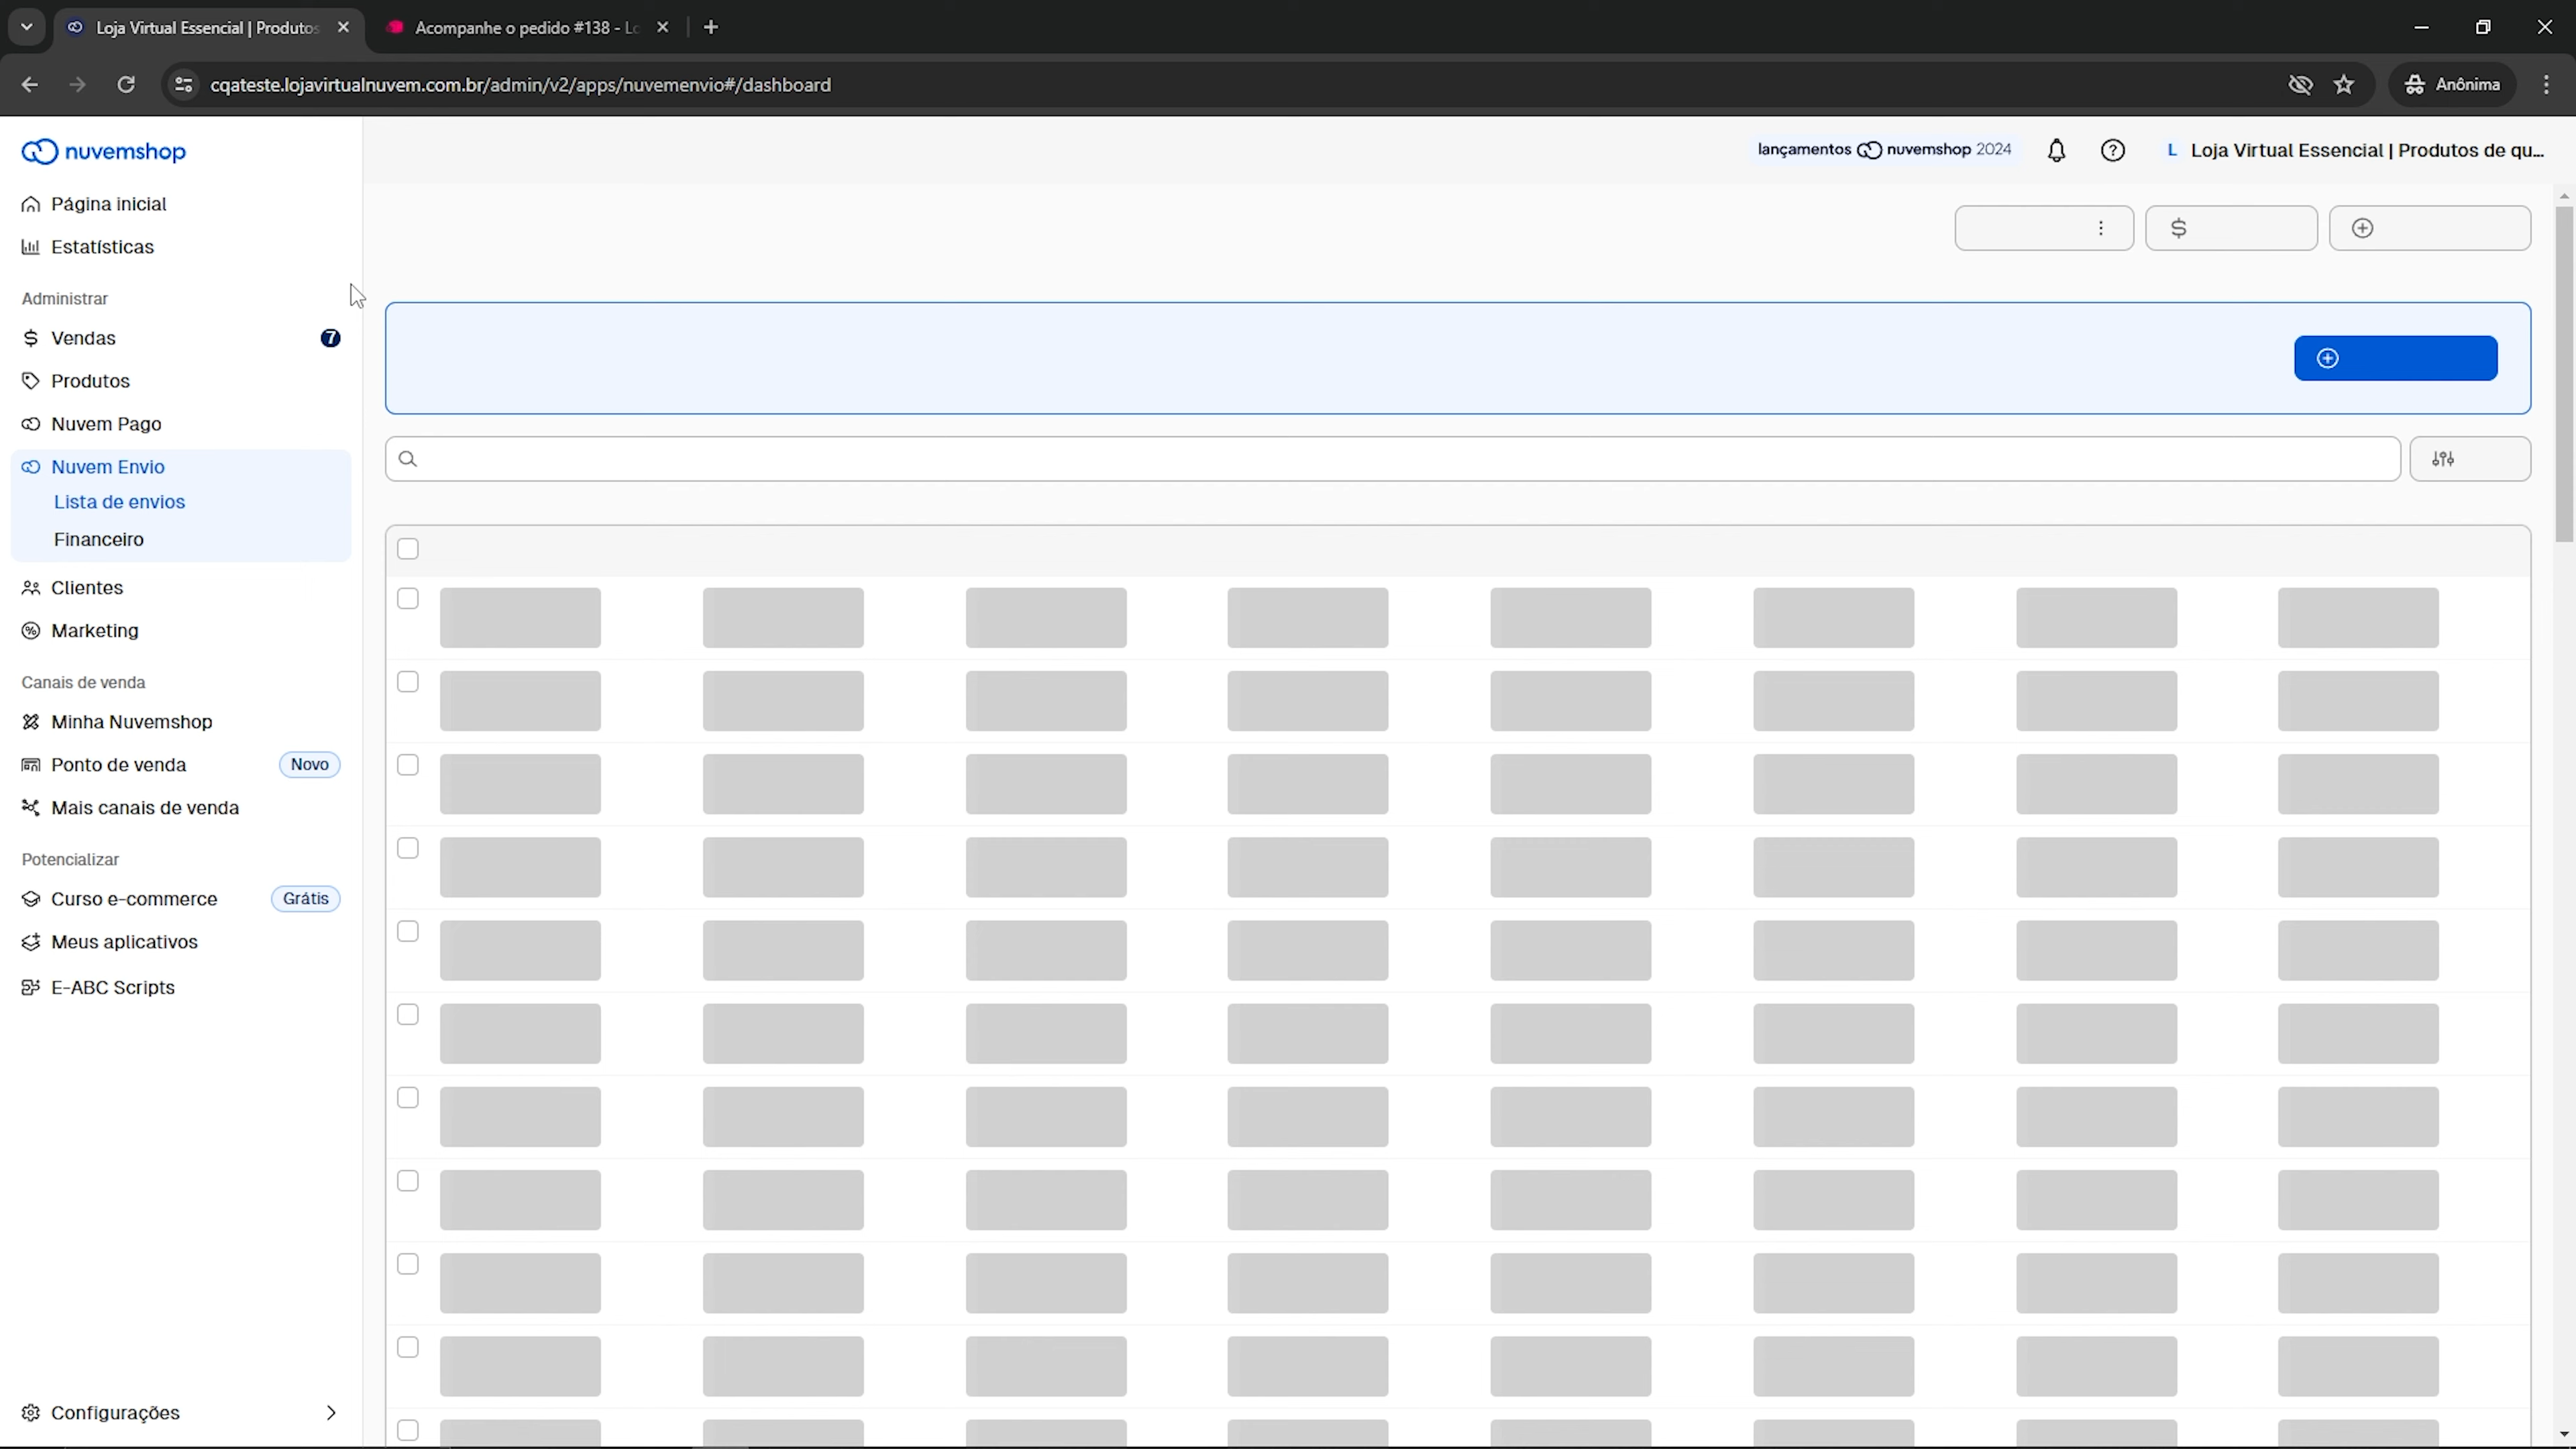 Loja Virtual Essencial | Produtos
Acompanhe o pedido #138 - Lo
cqateste.lojavirtualnuvem.com.br/admin/v2/apps/nuvemenvio#/dashboard
Anônima
nuvemshop
lançamentos nuvemshop 2024
L Loja Virtual Essencial | Produtos de qu...
Página inicial
Estatísticas
Administrar
Vendas 7
Produtos
Nuvem Pago
Nuvem Envio
Lista de envios
Financeiro
Clientes
Marketing
Canais de venda
Minha Nuvemshop
Ponto de venda Novo
Mais canais de venda
Potencializar
Curso e-commerce Grátis
Meus aplicativos
E-ABC Scripts
Configurações